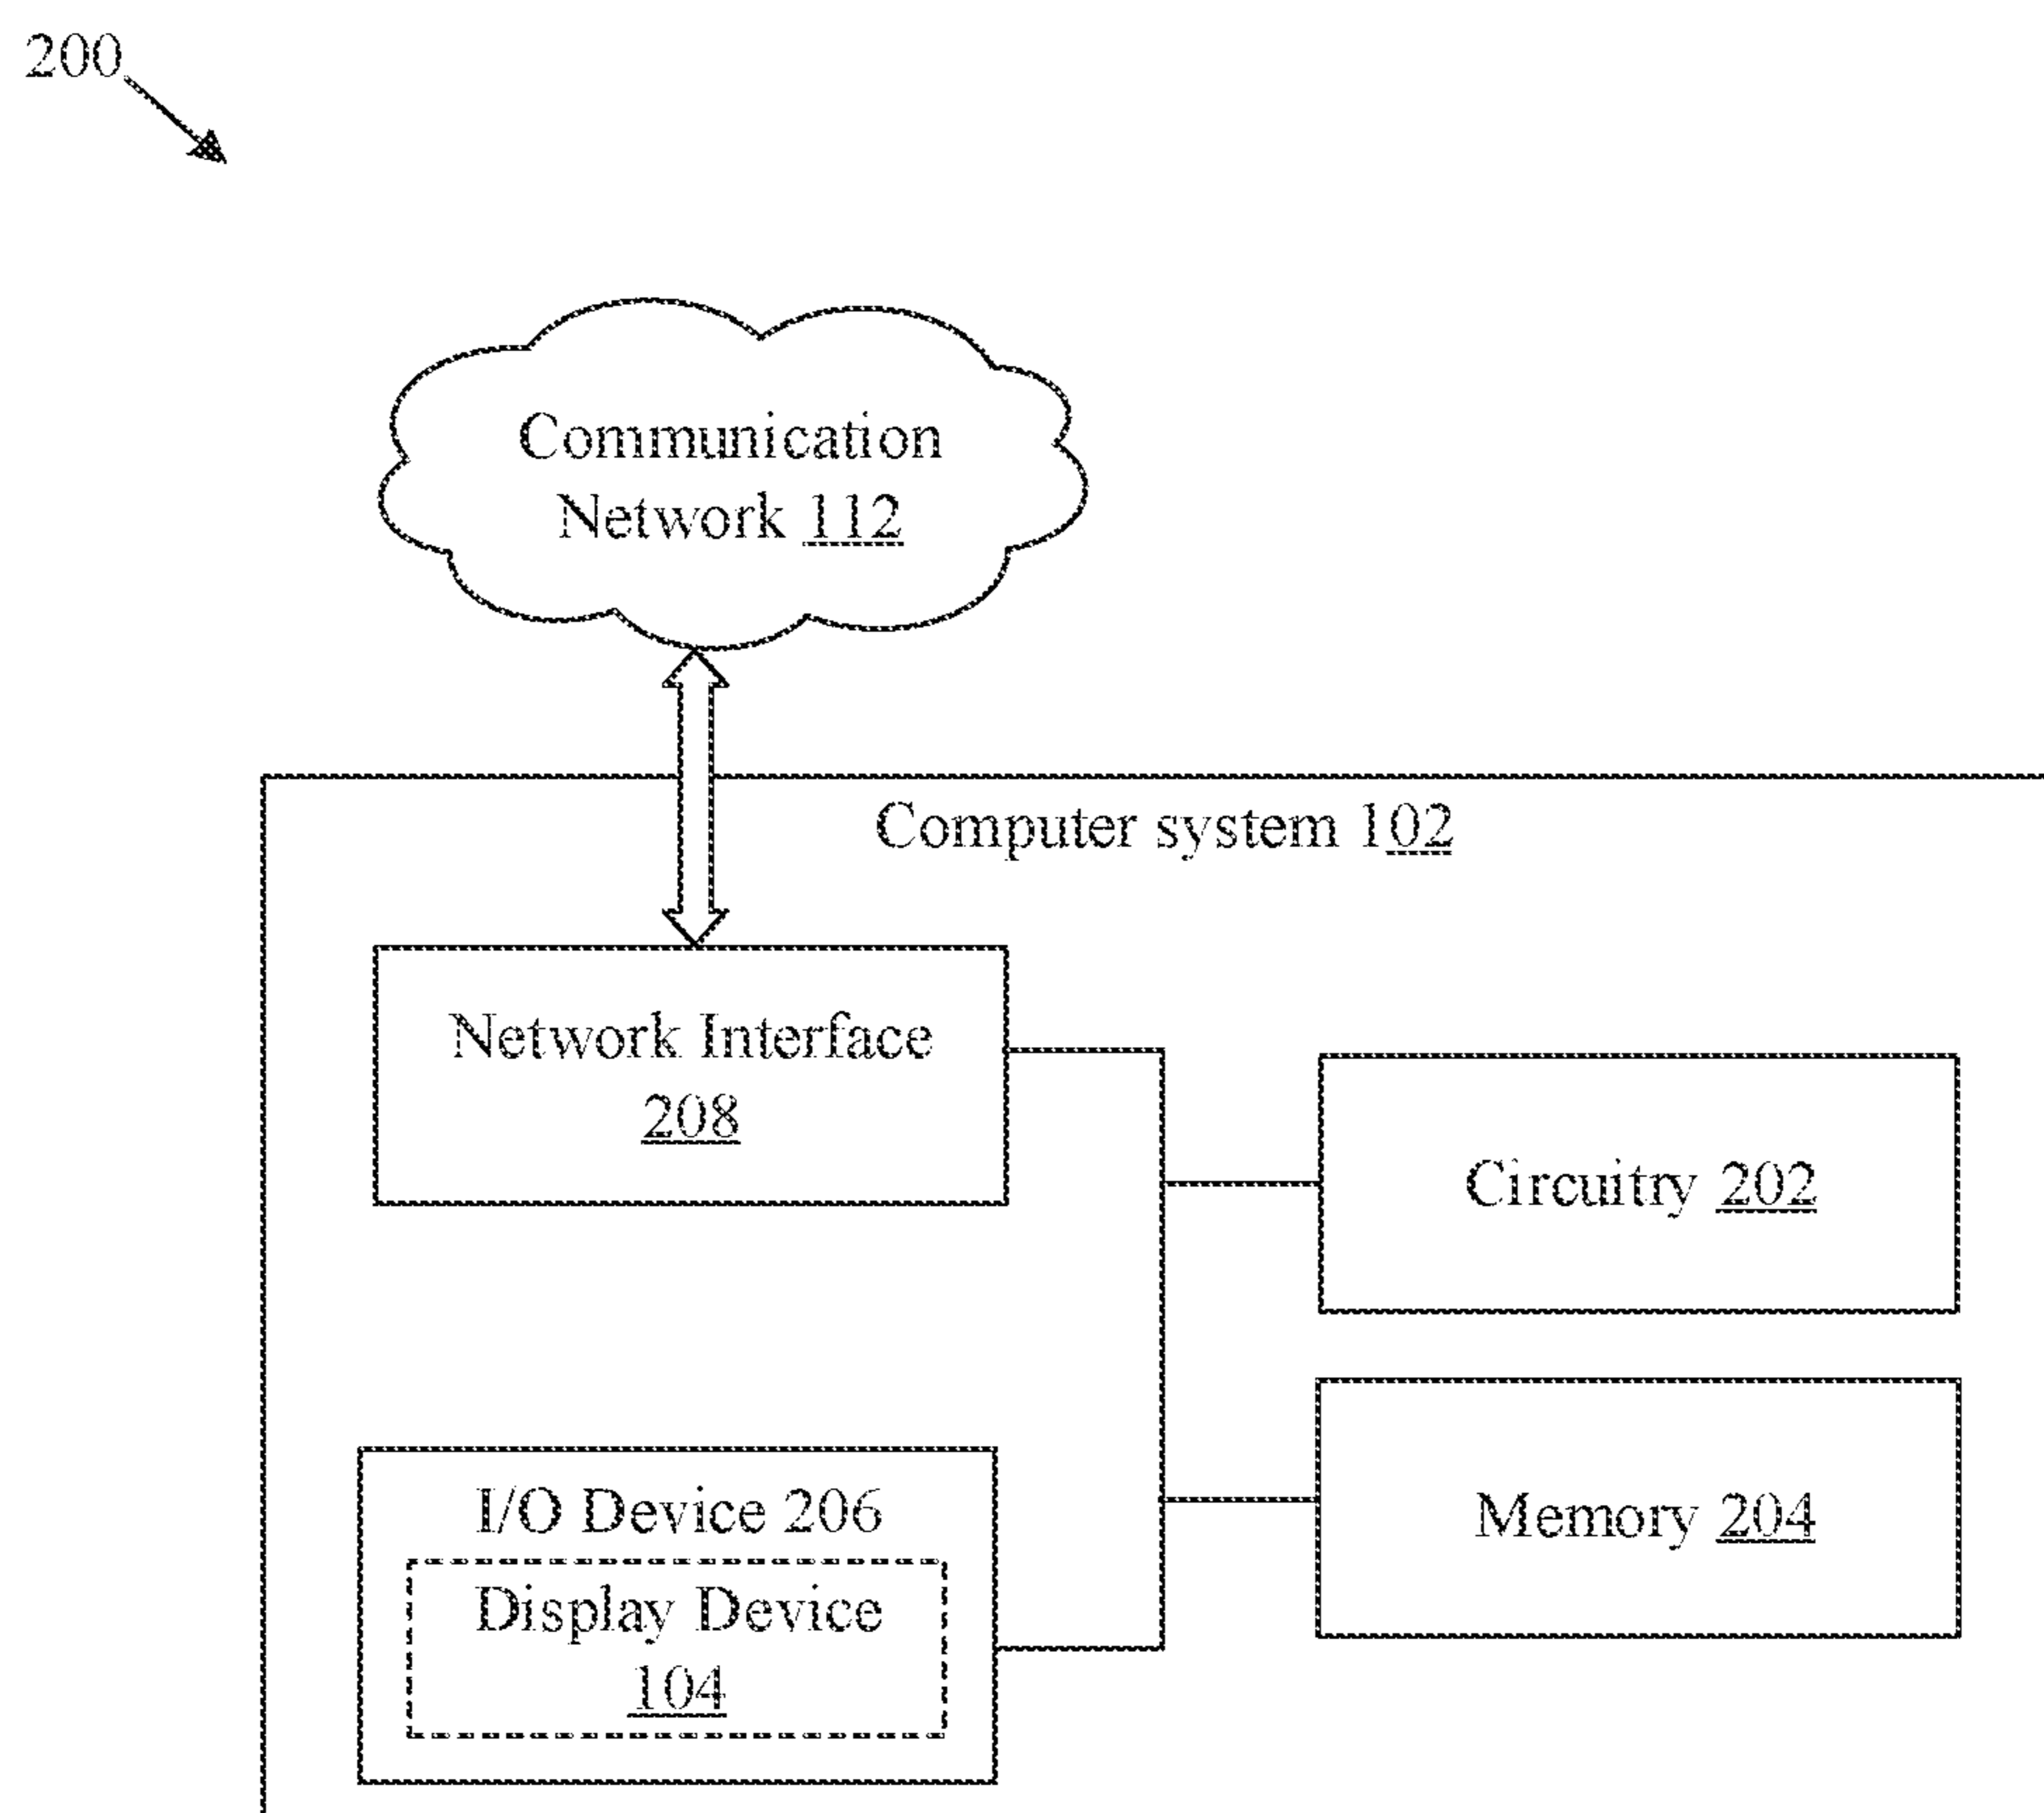 200
Communication
Network 112
Computer system 102
Network Interface
208
Circuitry 202
I/O Device 206
Memory 204
Display Device
104